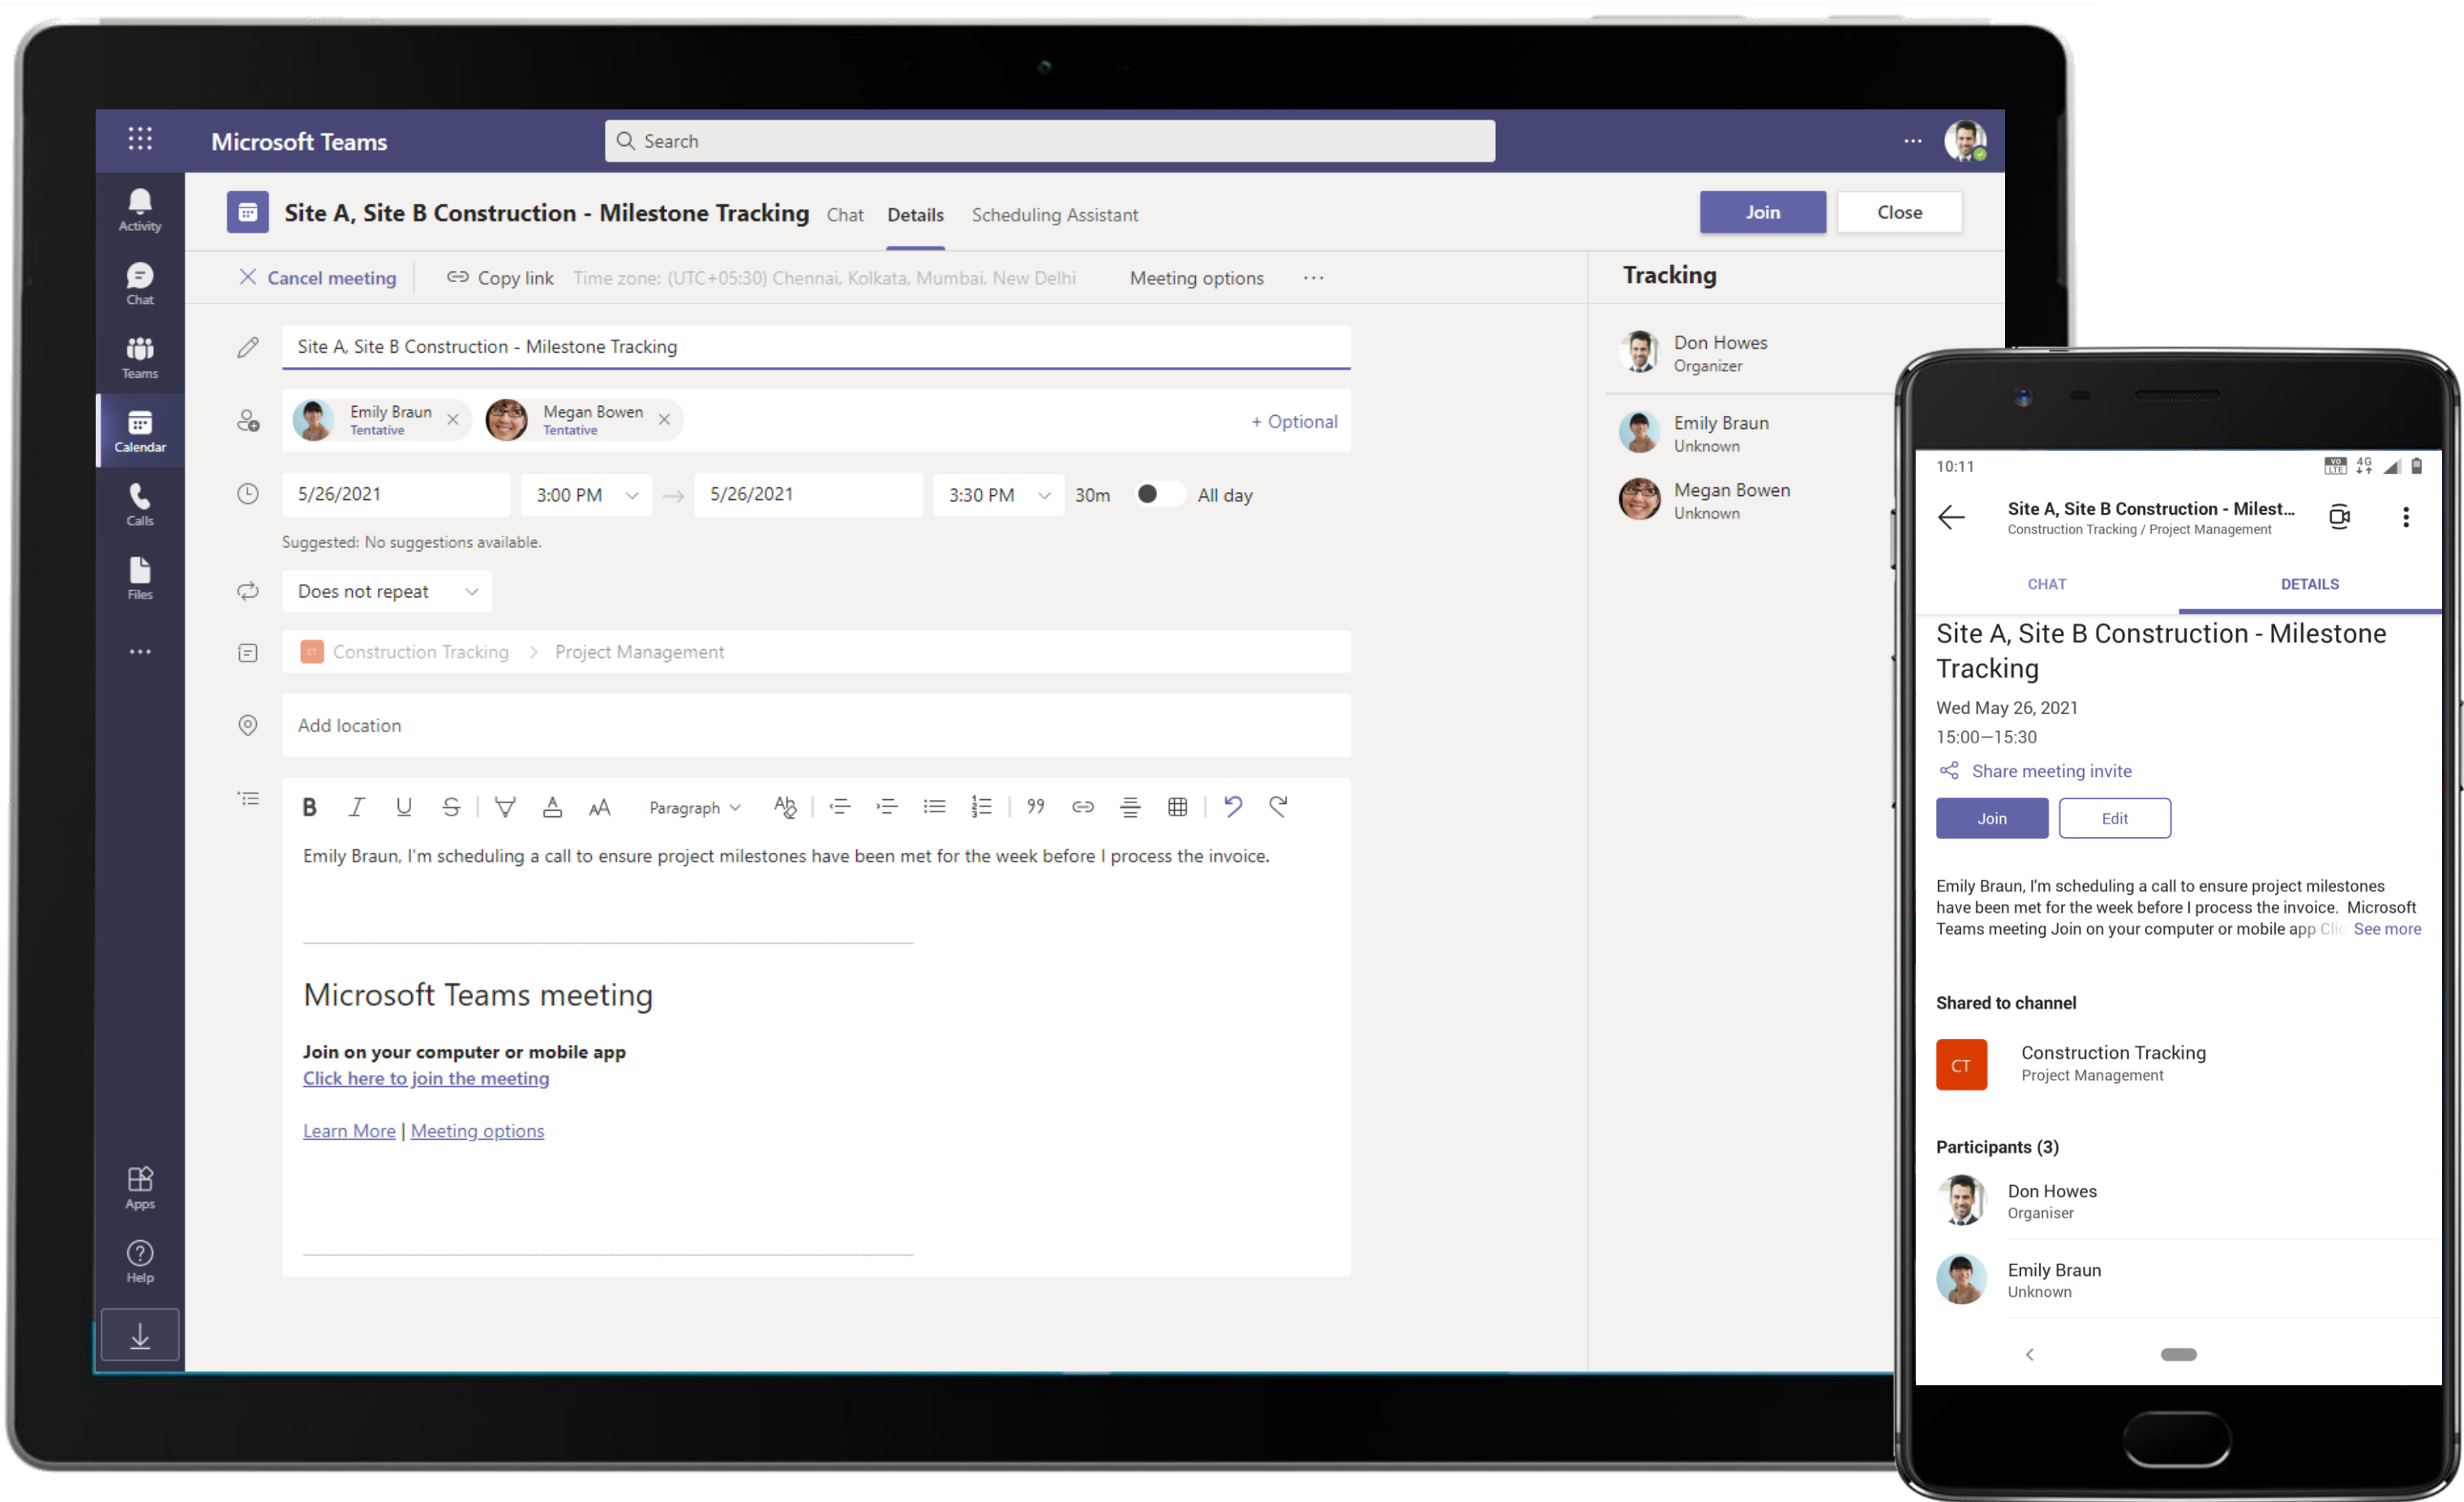 Microsoft Teams
Search
Activity
Chat
Teams
Calendar
Calls
Files
Apps
Help
Site A, Site B Construction - Milestone Tracking Chat Details Scheduling Assistant
Join Close
Cancel meeting Copy link Time zone: (UTC+05:30) Chennai, Kolkata, Mumbai, New Delhi Meeting options
Site A, Site B Construction - Milestone Tracking
Emily Braun
Tentative
Megan Bowen
Tentative
+ Optional
5/26/2021 3:00 PM 5/26/2021 3:30 PM 30m All day
Suggested: No suggestions available.
Does not repeat
CT Construction Tracking > Project Management
Add location
Paragraph
Emily Braun, I'm scheduling a call to ensure project milestones have been met for the week before I process the invoice.
Microsoft Teams meeting
Join on your computer or mobile app
Click here to join the meeting
Learn More | Meeting options
Tracking
Don Howes
Organizer
Emily Braun
Unknown
Megan Bowen
Unknown
10:11 VO LTE 4G
Site A, Site B Construction - Milest...
Construction Tracking / Project Management
CHAT DETAILS
Site A, Site B Construction - Milestone
Tracking
Wed May 26, 2021
15:00—15:30
Share meeting invite
Join Edit
Emily Braun, I'm scheduling a call to ensure project milestones
have been met for the week before I process the invoice. Microsoft
Teams meeting Join on your computer or mobile app Clic See more
Shared to channel
CT
Construction Tracking
Project Management
Participants (3)
Don Howes
Organiser
Emily Braun
Unknown